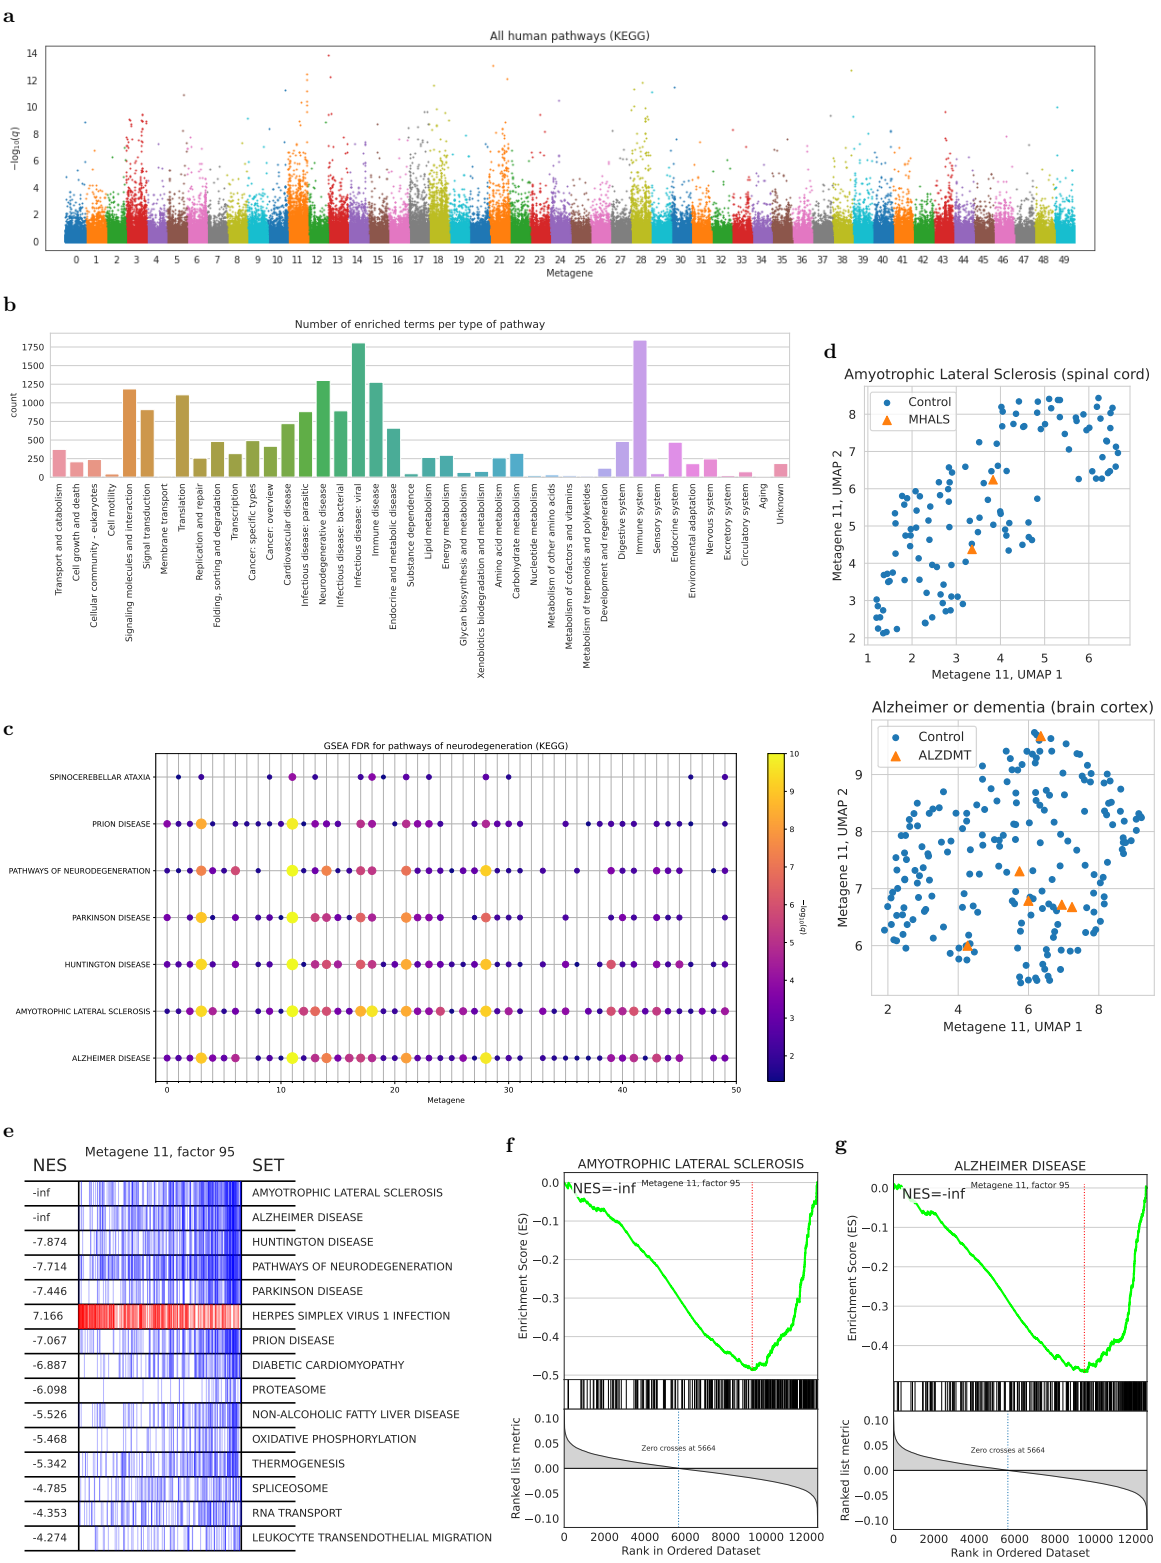 a
All human pathways (KEGG)
−log₁₀(q)
14
12
10
8
6
4
2
0
0 1 2 3 4 5 6 7 8 9 10 11 12 13 14 15 16 17 18 19 20 21 22 23 24 25 26 27 28 29 30 31 32 33 34 35 36 37 38 39 40 41 42 43 44 45 46 47 48 49
Metagene
b
Number of enriched terms per type of pathway
count
1750
1500
1250
1000
750
500
250
0
Transport and catabolism
Cell growth and death
Cellular community - eukaryotes
Cell motility
Signaling molecules and interaction
Signal transduction
Membrane transport
Translation
Replication and repair
Folding, sorting and degradation
Transcription
Cancer: specific types
Cancer: overview
Cardiovascular disease
Infectious disease: parasitic
Neurodegenerative disease
Infectious disease: bacterial
Infectious disease: viral
Immune disease
Endocrine and metabolic disease
Substance dependence
Lipid metabolism
Energy metabolism
Glycan biosynthesis and metabolism
Xenobiotics biodegradation and metabolism
Amino acid metabolism
Carbohydrate metabolism
Nucleotide metabolism
Metabolism of other amino acids
Metabolism of cofactors and vitamins
Metabolism of terpenoids and polyketides
Development and regeneration
Digestive system
Immune system
Sensory system
Endocrine system
Environmental adaptation
Nervous system
Excretory system
Circulatory system
Aging
Unknown
c
GSEA FDR for pathways of neurodegeneration (KEGG)
SPINOCEREBELLAR ATAXIA
PRION DISEASE
PATHWAYS OF NEURODEGENERATION
PARKINSON DISEASE
HUNTINGTON DISEASE
AMYOTROPHIC LATERAL SCLEROSIS
ALZHEIMER DISEASE
0 10 20 30 40 50
Metagene
10
9
8
7
6
5
4
3
2
−log₁₀(q)
d
Amyotrophic Lateral Sclerosis (spinal cord)
Control
MHALS
Metagene 11, UMAP 2
8
7
6
5
4
3
2
1 2 3 4 5 6
Metagene 11, UMAP 1
Alzheimer or dementia (brain cortex)
Control
ALZDMT
Metagene 11, UMAP 2
9
8
7
6
2 4 6 8
Metagene 11, UMAP 1
e
Metagene 11, factor 95
NES SET
-inf AMYOTROPHIC LATERAL SCLEROSIS
-inf ALZHEIMER DISEASE
-7.874 HUNTINGTON DISEASE
-7.714 PATHWAYS OF NEURODEGENERATION
-7.446 PARKINSON DISEASE
7.166 HERPES SIMPLEX VIRUS 1 INFECTION
-7.067 PRION DISEASE
-6.887 DIABETIC CARDIOMYOPATHY
-6.098 PROTEASOME
-5.526 NON-ALCOHOLIC FATTY LIVER DISEASE
-5.468 OXIDATIVE PHOSPHORYLATION
-5.342 THERMOGENESIS
-4.785 SPLICEOSOME
-4.353 RNA TRANSPORT
-4.274 LEUKOCYTE TRANSENDOTHELIAL MIGRATION
f
AMYOTROPHIC LATERAL SCLEROSIS
Metagene 11, factor 95
NES=-inf
Enrichment Score (ES)
0.0
−0.1
−0.2
−0.3
−0.4
−0.5
Ranked list metric
0.10
0.05
0.00
−0.05
−0.10
Zero crosses at 5664
0 2000 4000 6000 8000 10000 12000
Rank in Ordered Dataset
g
ALZHEIMER DISEASE
Metagene 11, factor 95
NES=-inf
Enrichment Score (ES)
0.0
−0.1
−0.2
−0.3
−0.4
Ranked list metric
0.10
0.05
0.00
−0.05
−0.10
Zero crosses at 5664
0 2000 4000 6000 8000 10000 12000
Rank in Ordered Dataset